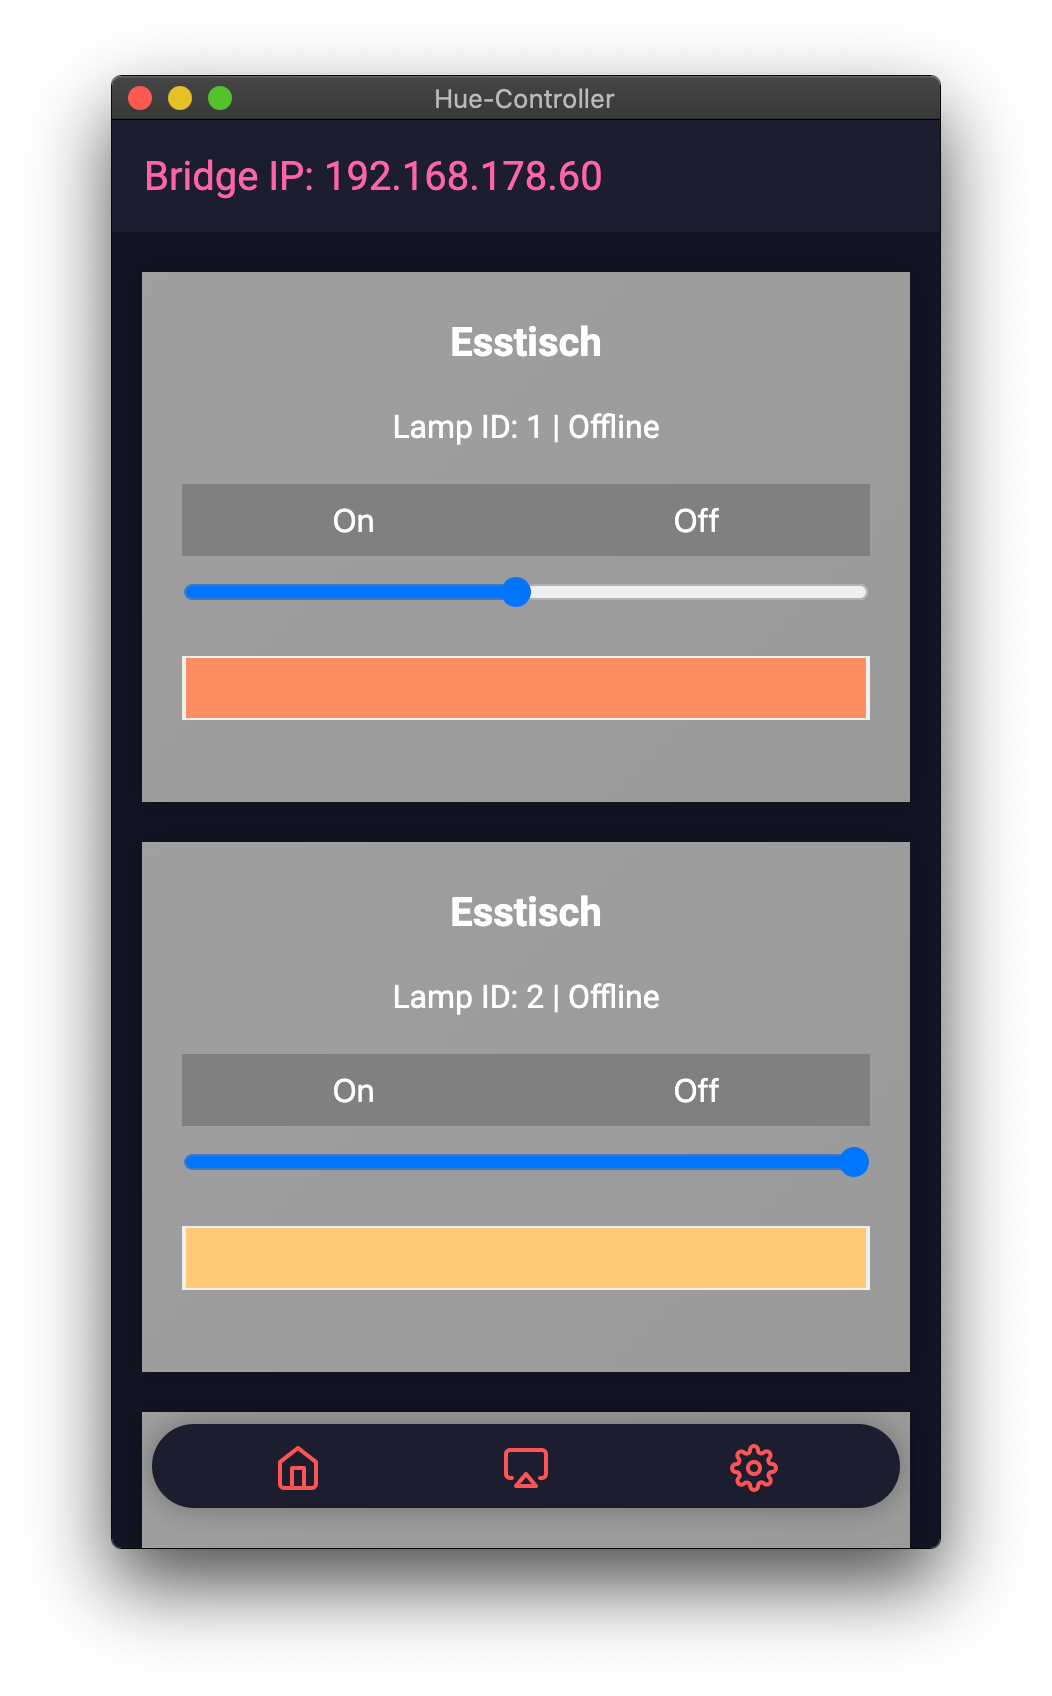 Hue-Controller
Bridge IP: 192.168.178.60
Esstisch
Lamp ID: 1 | Offline
On Off
Esstisch
Lamp ID: 2 | Offline
On Off